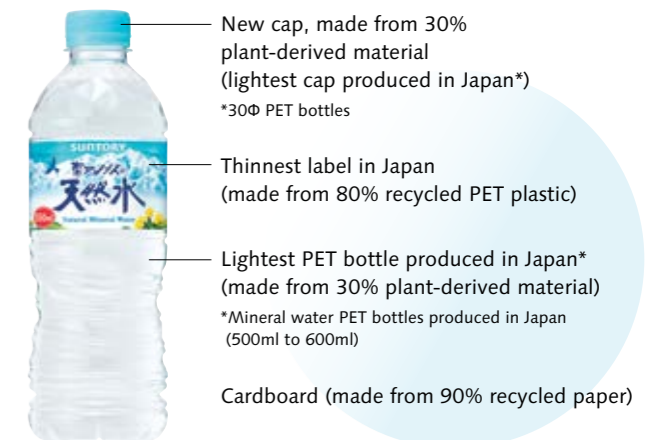 New cap, made from 30%
plant-derived material
(lightest cap produced in Japan*)
*30Φ PET bottles
SUNTORY
天然水
Natural Mineral Water
Thinnest label in Japan
(made from 80% recycled PET plastic)
Lightest PET bottle produced in Japan*
(made from 30% plant-derived material)
*Mineral water PET bottles produced in Japan
(500ml to 600ml)
Cardboard (made from 90% recycled paper)